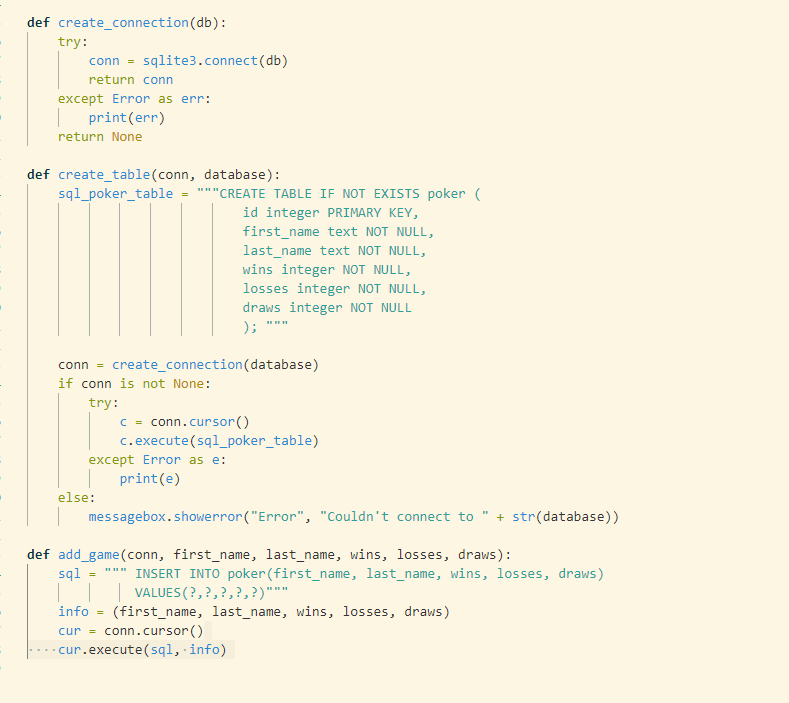 def create_connection(db):
    try:
        conn = sqlite3.connect(db)
        return conn
    except Error as err:
        print(err)
    return None

def create_table(conn, database):
    sql_poker_table = """CREATE TABLE IF NOT EXISTS poker (
                            id integer PRIMARY KEY,
                            first_name text NOT NULL,
                            last_name text NOT NULL,
                            wins integer NOT NULL,
                            losses integer NOT NULL,
                            draws integer NOT NULL
                            ); """

    conn = create_connection(database)
    if conn is not None:
        try:
            c = conn.cursor()
            c.execute(sql_poker_table)
        except Error as e:
            print(e)
    else:
        messagebox.showerror("Error", "Couldn't connect to " + str(database))

def add_game(conn, first_name, last_name, wins, losses, draws):
    sql = """ INSERT INTO poker(first_name, last_name, wins, losses, draws)
              VALUES(?,?,?,?,?)"""
    info = (first_name, last_name, wins, losses, draws)
    cur = conn.cursor()
    cur.execute(sql, info)